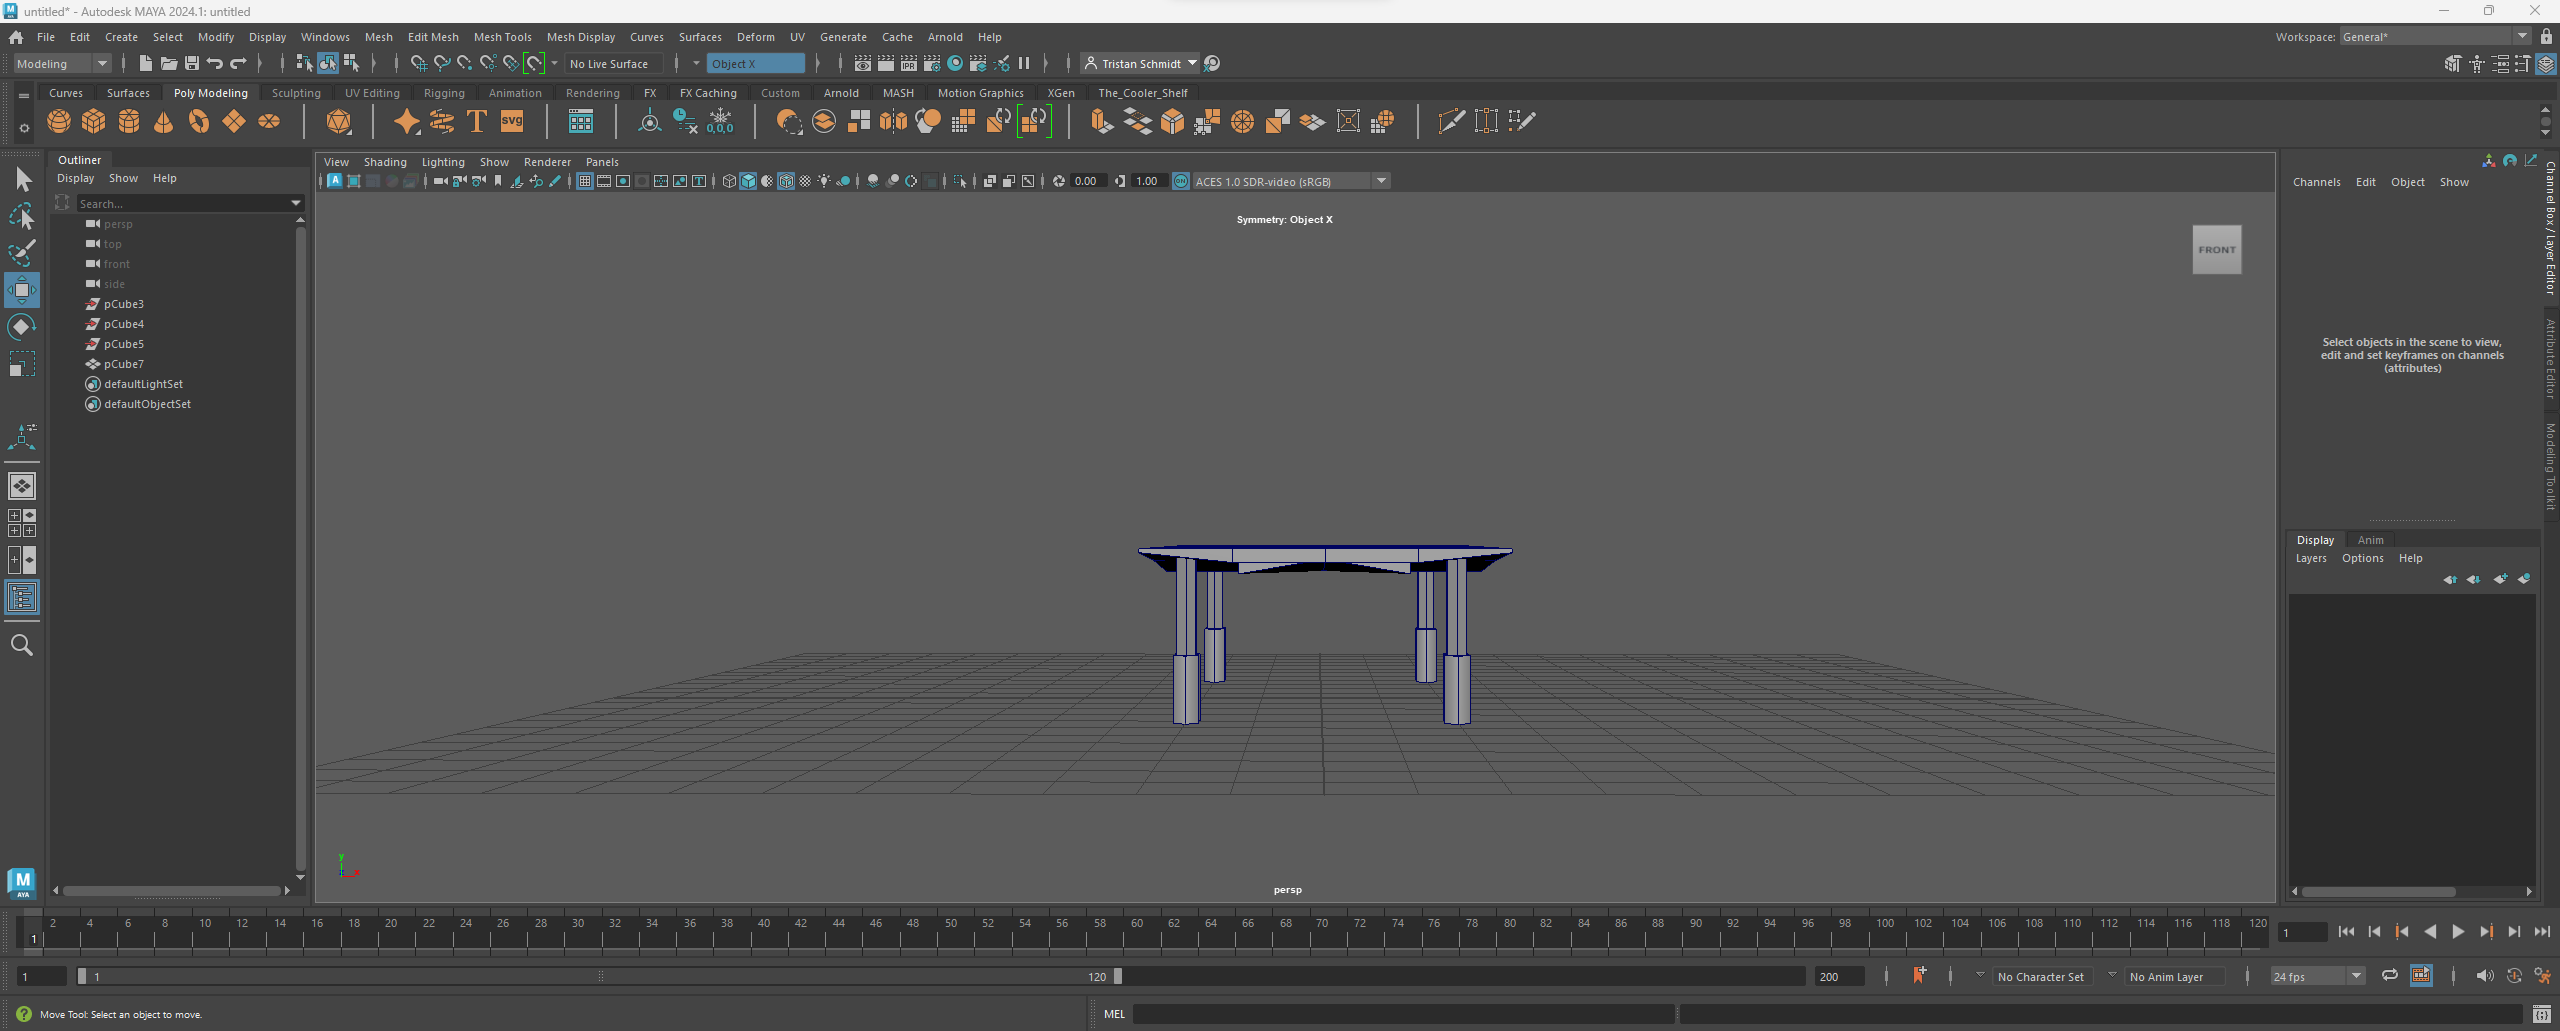 untitled* - Autodesk MAYA 2024.1: untitled
File Edit Create Select Modify Display Windows Mesh Edit Mesh Mesh Tools Mesh Display Curves Surfaces Deform UV Generate Cache Arnold Help
Workspace: General*
Modeling
No Live Surface
Object X
IPR
Tristan Schmidt
Curves Surfaces Poly Modeling Sculpting UV Editing Rigging Animation Rendering FX FX Caching Custom Arnold MASH Motion Graphics XGen The_Cooler_Shelf
T
SVG
0,0,0
Outliner
Display Show Help
Search...
persp
top
front
side
pCube3
pCube4
pCube5
pCube7
defaultLightSet
defaultObjectSet
View Shading Lighting Show Renderer Panels
0.00
1.00
ON
ACES 1.0 SDR-video (sRGB)
Symmetry: Object X
FRONT
y
persp
Channels Edit Object Show
Select objects in the scene to view,
edit and set keyframes on channels
(attributes)
Channel Box / Layer Editor
Attribute Editor
Modeling Toolkit
Display Anim
Layers Options Help
M
AYA
2 4 6 8 10 12 14 16 18 20 22 24 26 28 30 32 34 36 38 40 42 44 46 48 50 52 54 56 58 60 62 64 66 68 70 72 74 76 78 80 82 84 86 88 90 92 94 96 98 100 102 104 106 108 110 112 114 116 118 120
1
1
1
1
120
200
No Character Set
No Anim Layer
24 fps
Move Tool: Select an object to move.
MEL